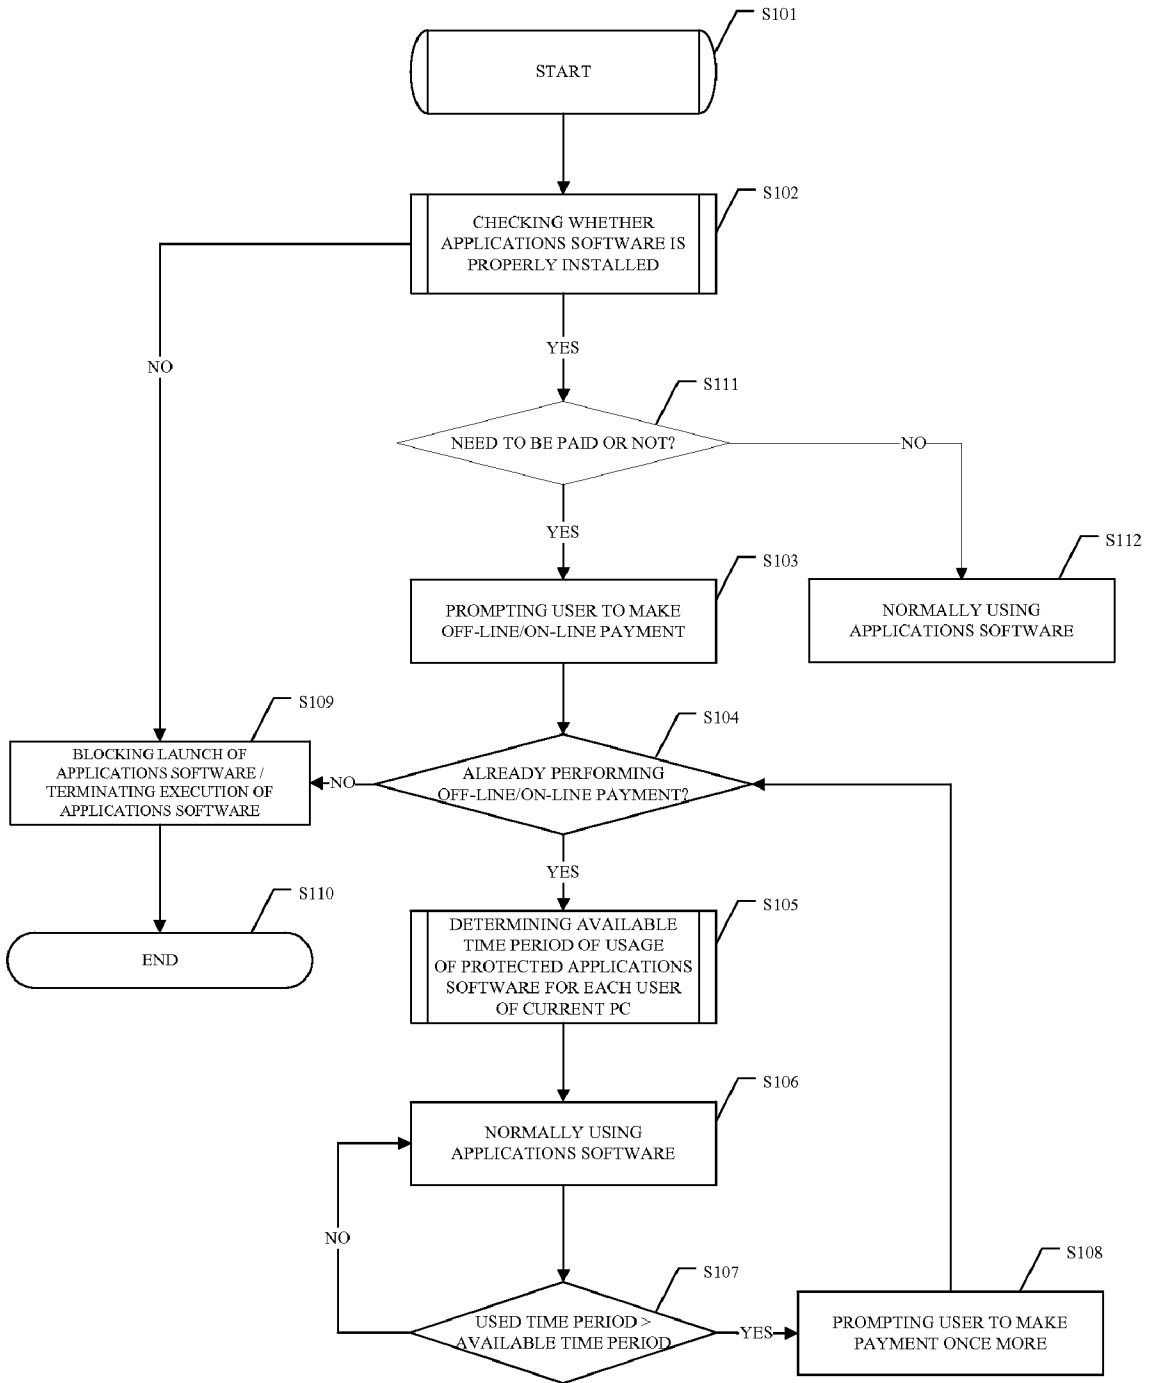 S101
START
S102
CHECKING WHETHER
APPLICATIONS SOFTWARE IS
PROPERLY INSTALLED
NO
YES
S111
NEED TO BE PAID OR NOT?
NO
YES
S103
PROMPTING USER TO MAKE
OFF-LINE/ON-LINE PAYMENT
S112
NORMALLY USING
APPLICATIONS SOFTWARE
S109
BLOCKING LAUNCH OF
APPLICATIONS SOFTWARE /
TERMINATING EXECUTION OF
APPLICATIONS SOFTWARE
S104
ALREADY PERFORMING
OFF-LINE/ON-LINE PAYMENT?
NO
YES
S110
END
S105
DETERMINING AVAILABLE
TIME PERIOD OF USAGE
OF PROTECTED APPLICATIONS
SOFTWARE FOR EACH USER
OF CURRENT PC
S106
NORMALLY USING
APPLICATIONS SOFTWARE
NO
S107
USED TIME PERIOD >
AVAILABLE TIME PERIOD
YES
S108
PROMPTING USER TO MAKE
PAYMENT ONCE MORE